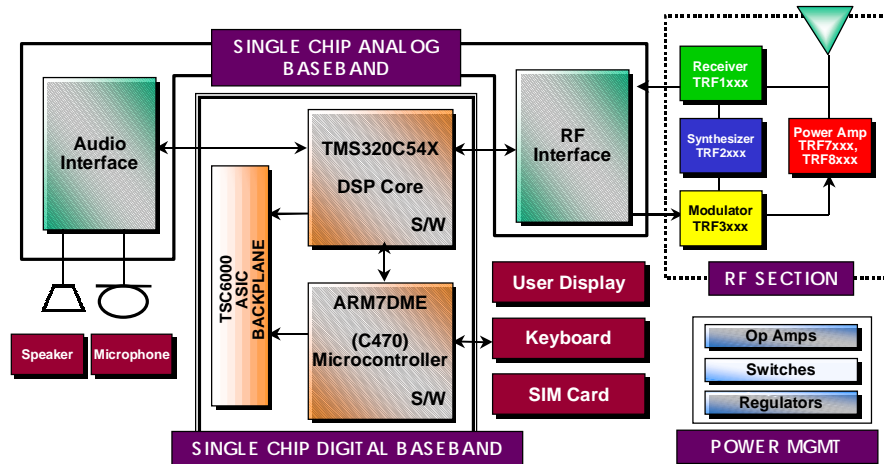 SINGLE CHIP ANALOG
BASEBAND
Audio
Interface
TMS320C54X
DSP Core
S/W
RF
Interface
Receiver
TRF1xxx
Synthesizer
TRF2xxx
Power Amp
TRF7xxx,
TRF8xxx
Modulator
TRF3xxx
RF SECTION
TSC6000
ASIC
BACKPLANE
ARM7DME
(C470)
Microcontroller
S/W
User Display
Keyboard
SIM Card
Speaker
Microphone
Op Amps
Switches
Regulators
SINGLE CHIP DIGITAL BASEBAND
POWER MGMT